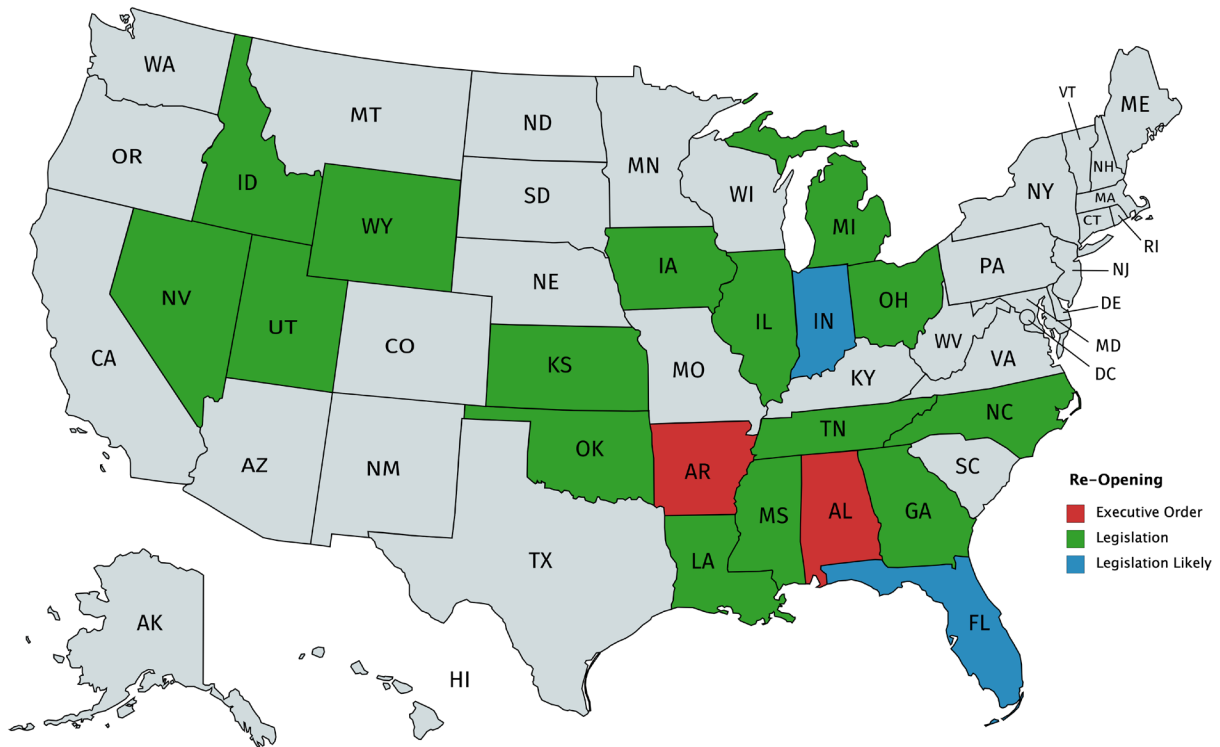 WA
MT
ND
MN
OR
ID
SD
WI
WY
NV
UT
CA
CO
NE
IA
KS
MO
IL
IN
MI
OH
KY
WV
VA
PA
NY
VT
NH
ME
MA
CT
RI
NJ
DE
MD
DC
AZ
NM
OK
AR
TN
NC
SC
MS
AL
GA
LA
TX
FL
AK
HI
Re-Opening
Executive Order
Legislation
Legislation Likely